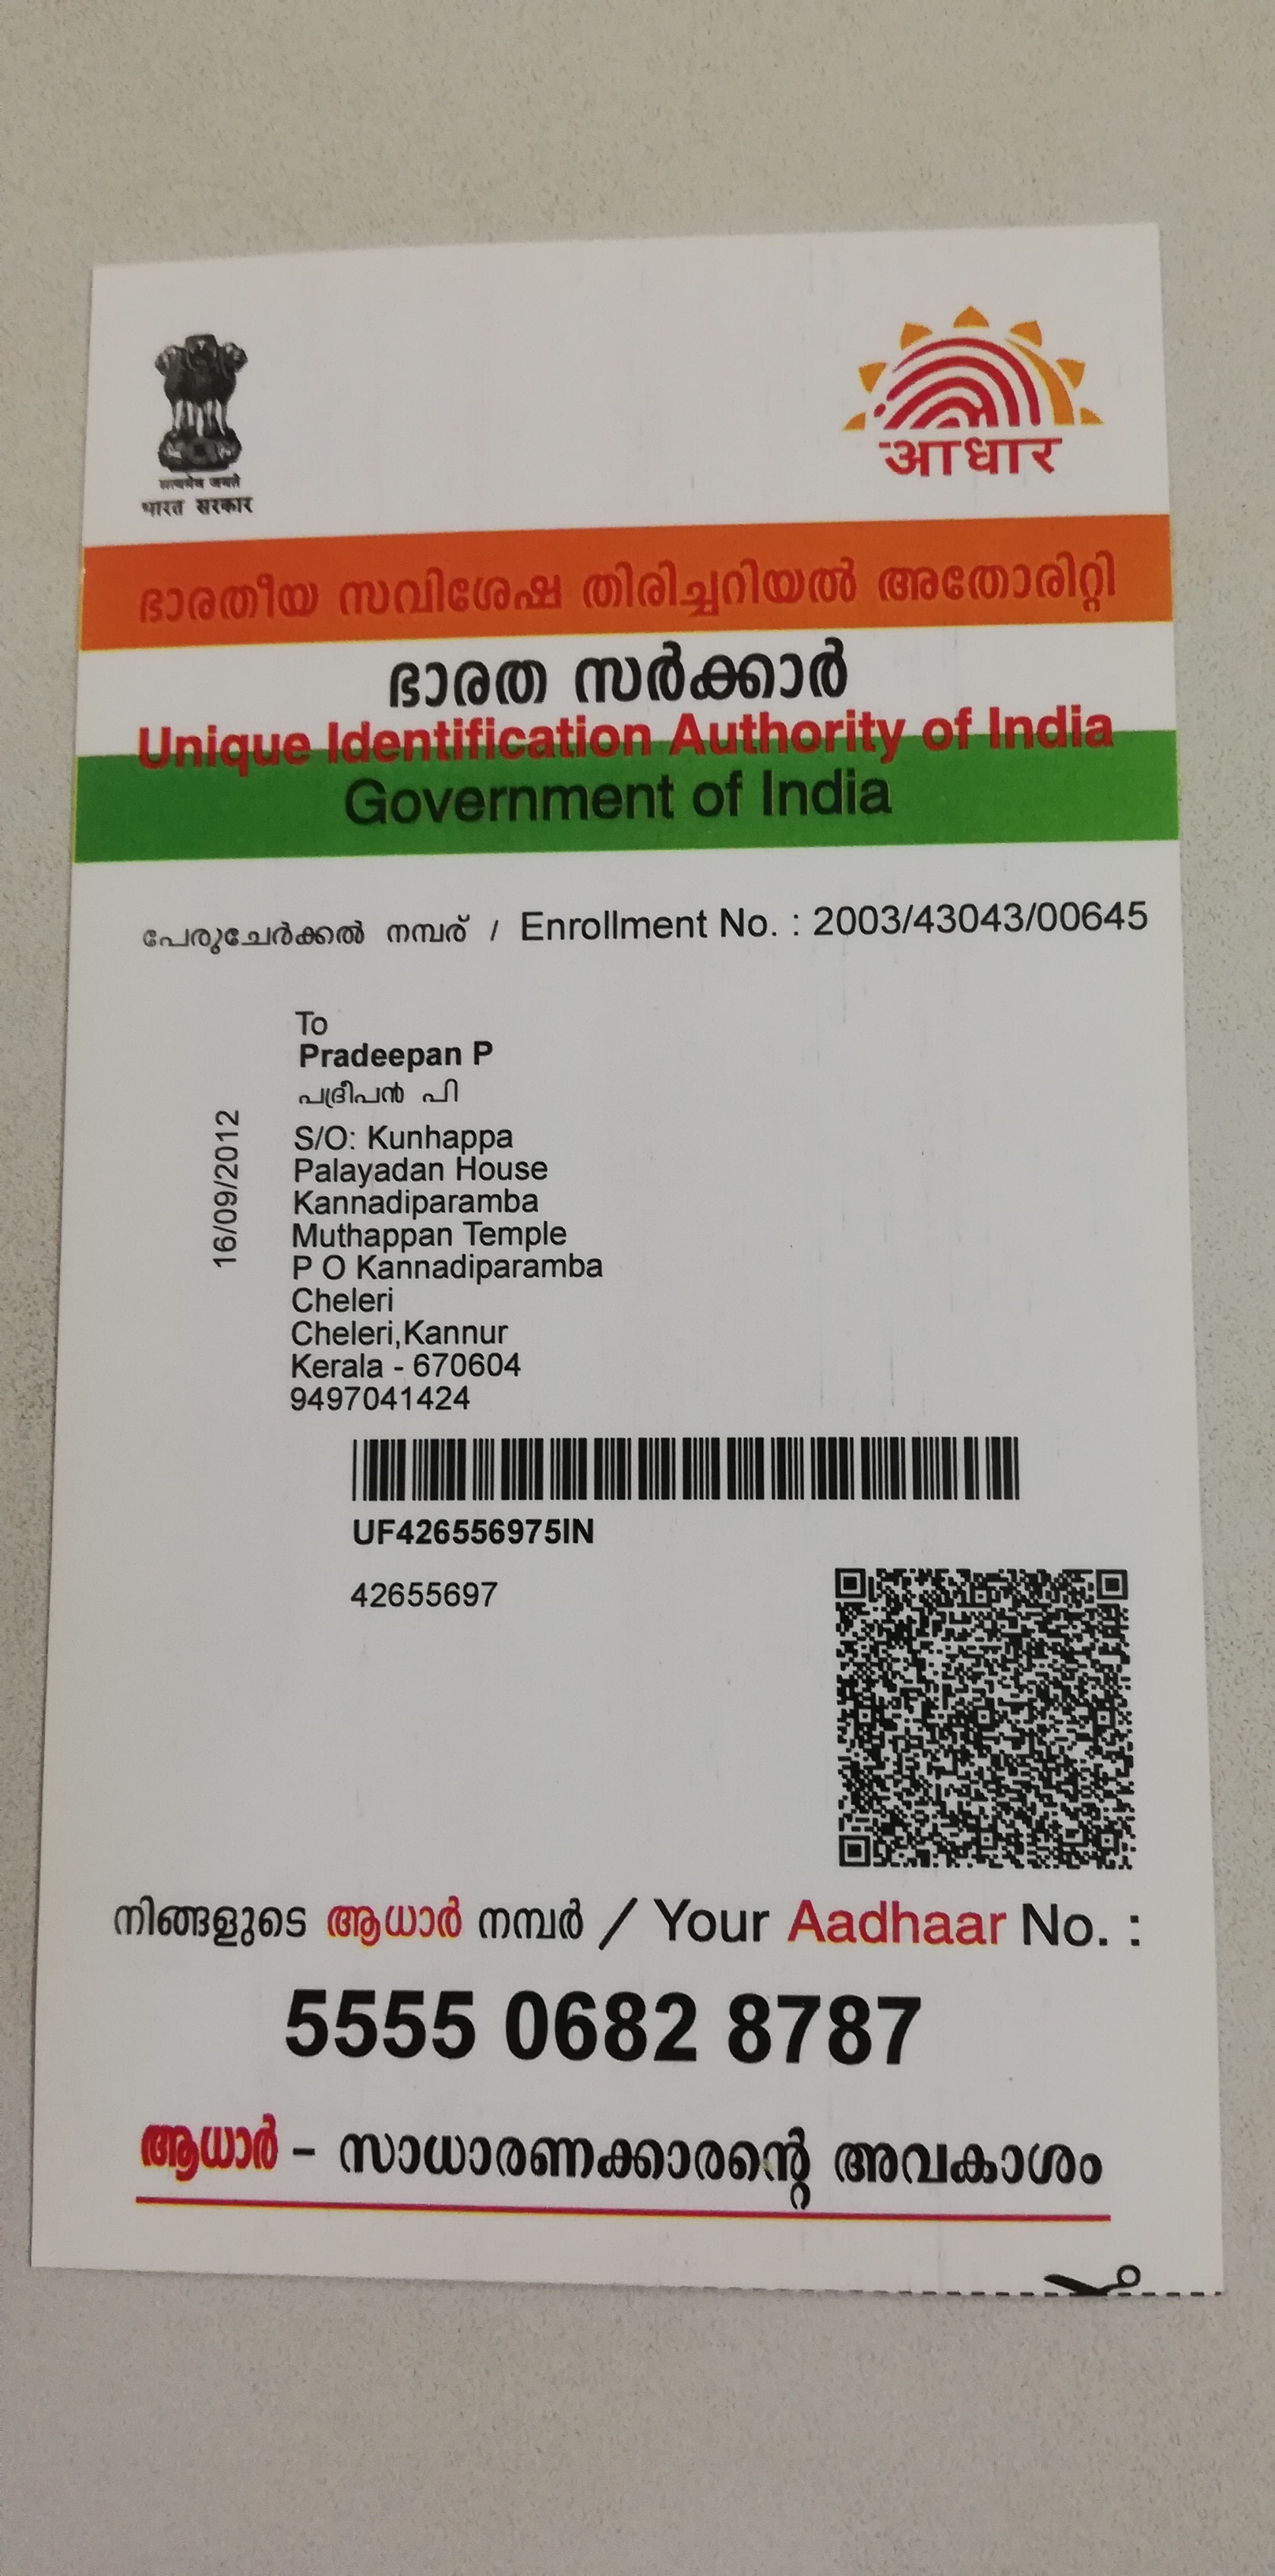 सत्यमेव जयते
भारत सरकार
आधार
ഭാരതീയ സവിശേഷ തിരിച്ചറിയൽ അതോരിറ്റി
ഭാരത സർക്കാർ
Unique Identification Authority of India
Government of India
പേരുചേർക്കൽ നമ്പര് / Enrollment No. : 2003/43043/00645
To
Pradeepan P
പദ്രീപൻ പി
S/O: Kunhappa
Palayadan House
Kannadiparamba
Muthappan Temple
P O Kannadiparamba
Cheleri
Cheleri,Kannur
Kerala - 670604
9497041424
16/09/2012
UF426556975IN
42655697
നിങ്ങളുടെ ആധാർ നമ്പർ / Your Aadhaar No. :
5555 0682 8787
ആധാർ – സാധാരണക്കാരന്റെ അവകാശം